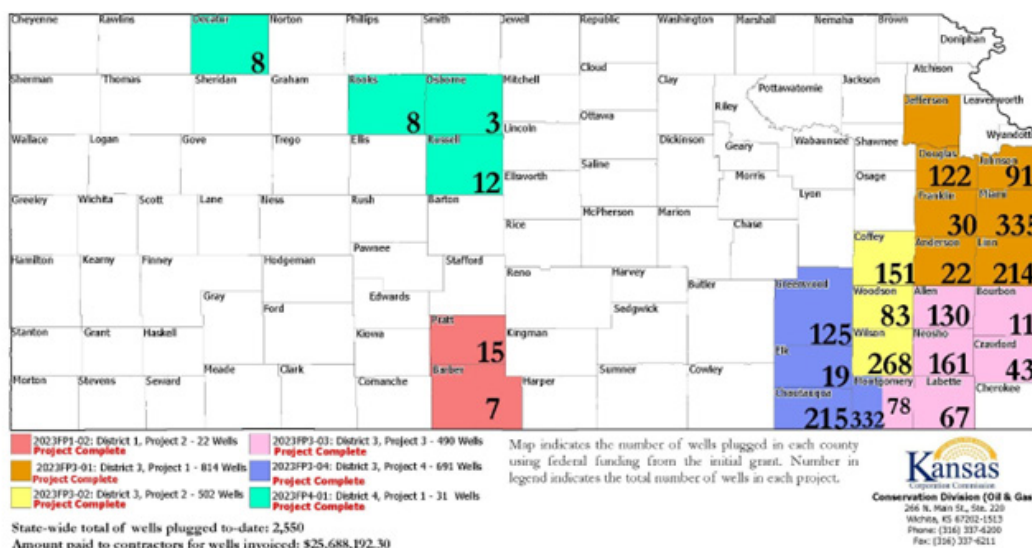 Cheyenne Rawlins Decatur Norton Phillips Smith Jewell Republic Washington Marshall Nemaha Brown
Doniphan
8
Cloud
Atchison
Sherman Thomas Sheridan Graham Rooks Osborne Mitchell Clay Pottawatomie Jackson
Jefferson Leavenworth
Riley
8 3
Ottawa
Lincoln
Wyandotte
Wallace Logan Gove Trego Ellis Russell Dickinson Geary Wabaunsee Shawnee
Douglas Johnson
Saline
12
Ellsworth
Morris
Osage
122 91
Greeley Wichita Scott Lane Ness Rush Barton
Lyon
Franklin Miami
McPherson Marion
Rice
Chase
30 335
Pawnee
Coffey Anderson Linn
Hamilton Kearny Finney Hodgeman Stafford
Reno Harvey
Butler
Greenwood
151 22 214
Gray
Edwards
Woodson Allen Bourbon
Ford
Sedgwick
Pratt
83 130 11
Stanton Grant Haskell Kiowa Kingman
125
Wilson Neosho Crawford
15
Elk
268 161 43
Meade Clark Barber
19
Morton Stevens Seward Comanche Harper Sumner Cowley
Chautauqua Montgomery Labette Cherokee
7
215 332 78 67
2023FP1-02: District 1, Project 2 - 22 Wells
Project Complete
2023FP3-01: District 3, Project 1 - 814 Wells
Project Complete
2023FP3-02: District 3, Project 2 - 502 Wells
Project Complete
2023FP3-03: District 3, Project 3 - 490 Wells
Project Complete
2023FP3-04: District 3, Project 4 - 691 Wells
Project Complete
2023FP4-01: District 4, Project 1 - 31 Wells
Project Complete
Map indicates the number of wells plugged in each county
using federal funding from the initial grant. Number in
legend indicates the total number of wells in each project.
Kansas
Corporation Commission
Conservation Division (Oil & Gas
266 N. Main St., Ste. 220
Wichita, KS 67202-1513
Phone: (316) 337-6200
Fax: (316) 337-6211
State-wide total of wells plugged to-date: 2,550
Amount paid to contractors for wells invoiced: $25,688,192.30